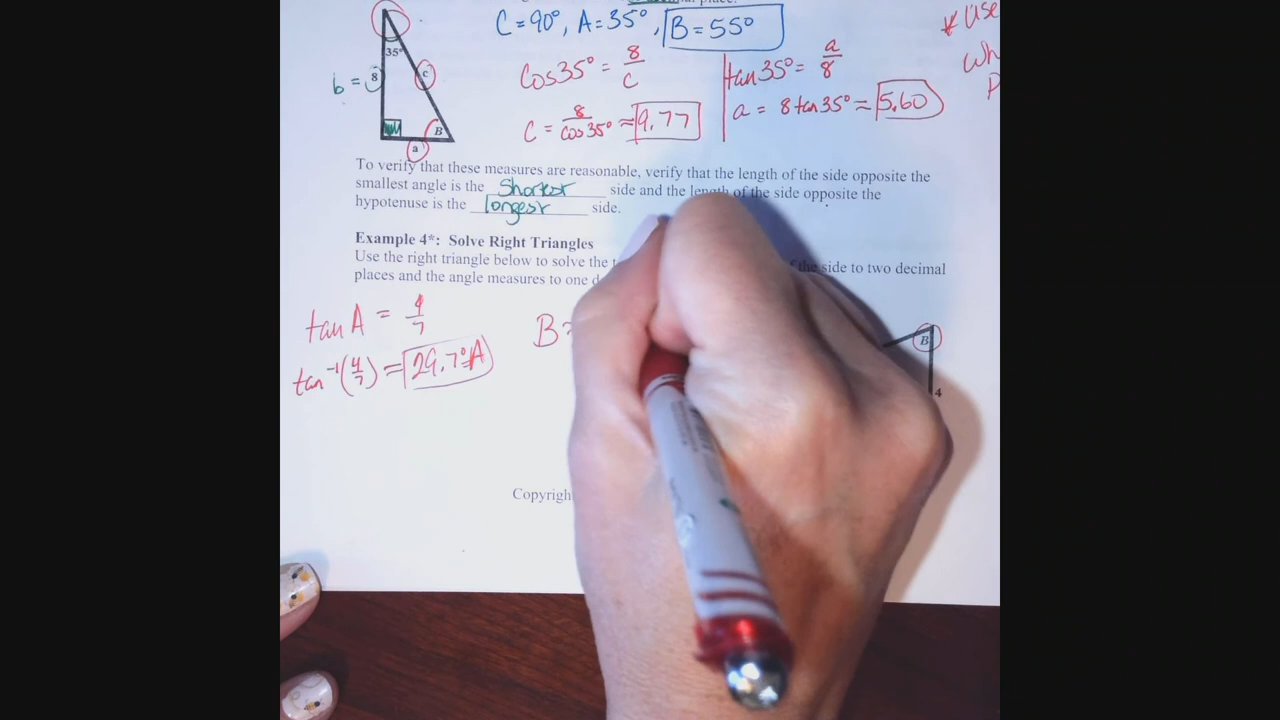 C = 90°, A = 35°, B = 55°
* Use
35°
b = 8
c
B
a
Cos 35° = 8/c
tan 35° = a/8
c = 8/cos 35° ≈ 9.77
a = 8 tan 35° ≈ 5.60
To verify that these measures are reasonable, verify that the length of the side opposite the
smallest angle is the Shortest side and the length of the side opposite the
hypotenuse is the longest side.
Example 4*: Solve Right Triangles
Use the right triangle below to solve the the side to two decimal
places and the angle measures to one
tan A = 4/7
tan⁻¹(4/7) = 29.7° = A
B =
B
4